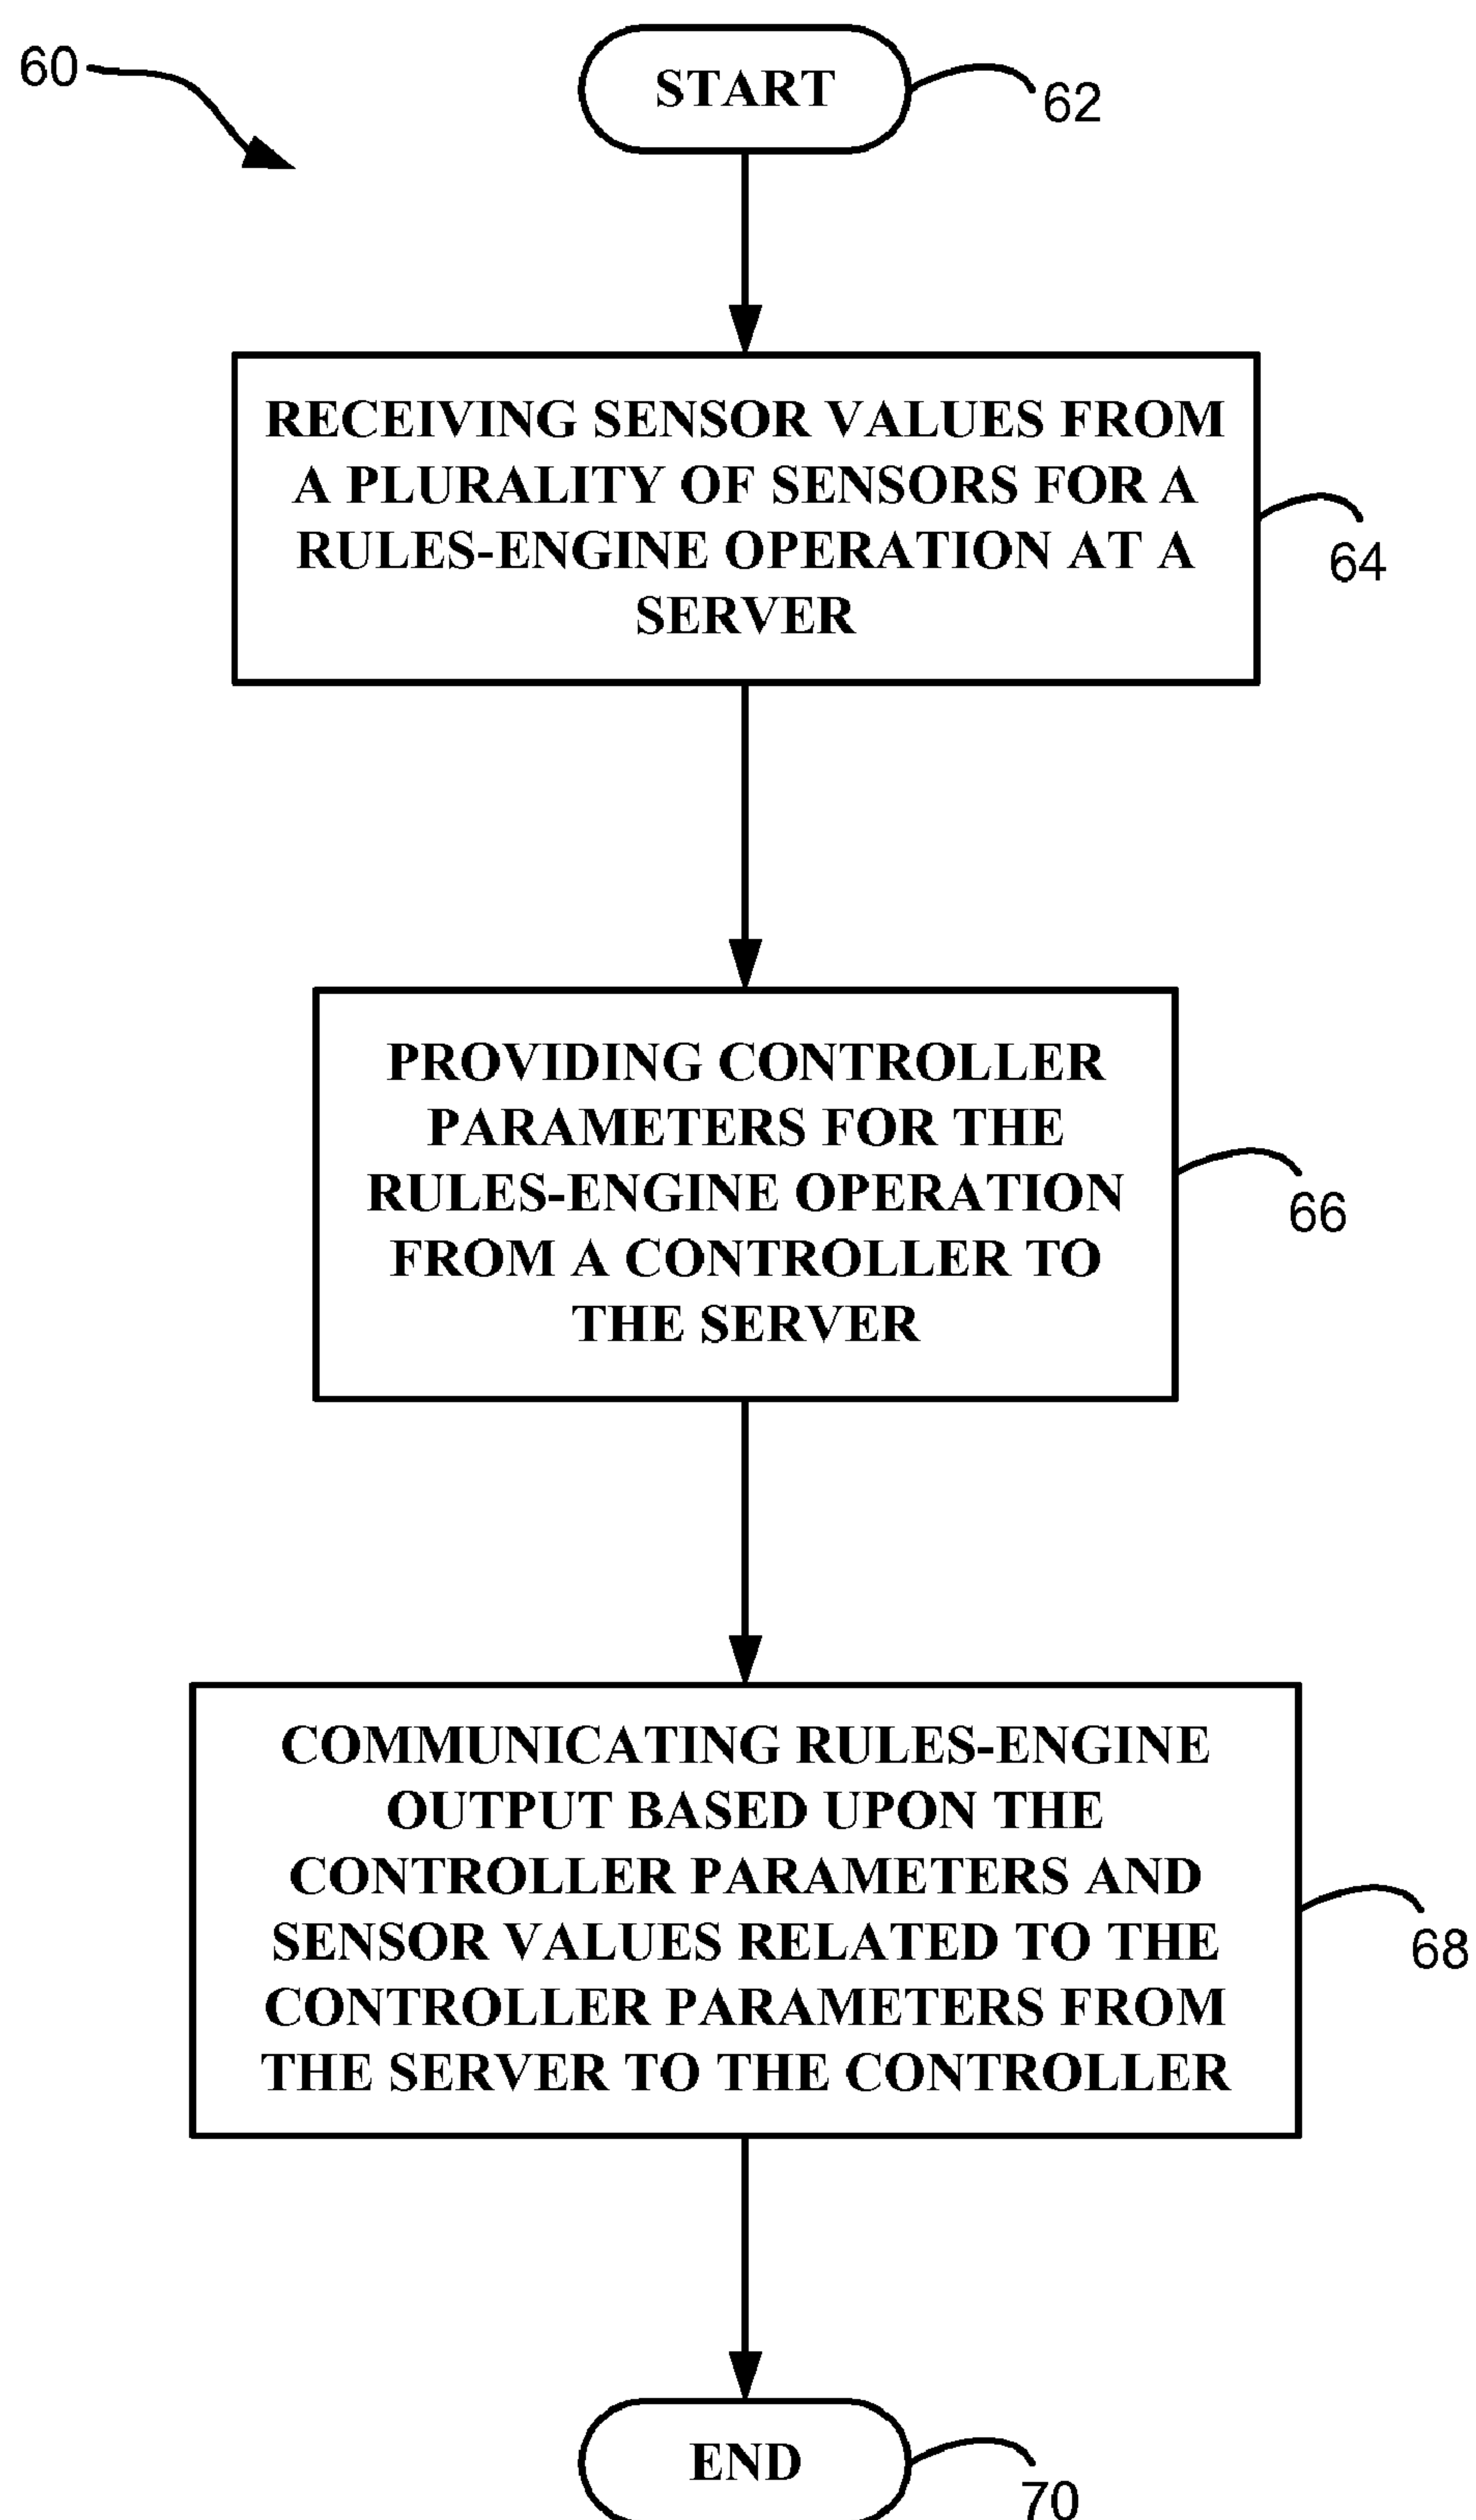 60
START
62
RECEIVING SENSOR VALUES FROM
A PLURALITY OF SENSORS FOR A
RULES-ENGINE OPERATION AT A
SERVER
64
PROVIDING CONTROLLER
PARAMETERS FOR THE
RULES-ENGINE OPERATION
FROM A CONTROLLER TO
THE SERVER
66
COMMUNICATING RULES-ENGINE
OUTPUT BASED UPON THE
CONTROLLER PARAMETERS AND
SENSOR VALUES RELATED TO THE
CONTROLLER PARAMETERS FROM
THE SERVER TO THE CONTROLLER
68
END
70